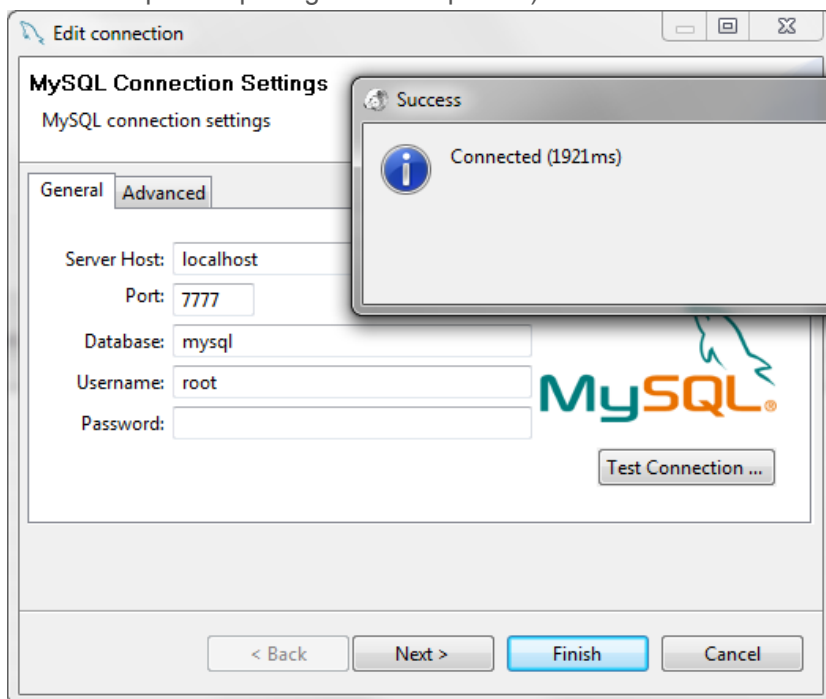 Edit connection
MySQL Connection Settings
MySQL connection settings
Success
Connected (1921ms)
General
Advanced
Server Host: localhost
Port: 7777
Database: mysql
Username: root
Password:
MySQL®
Test Connection ...
< Back
Next >
Finish
Cancel